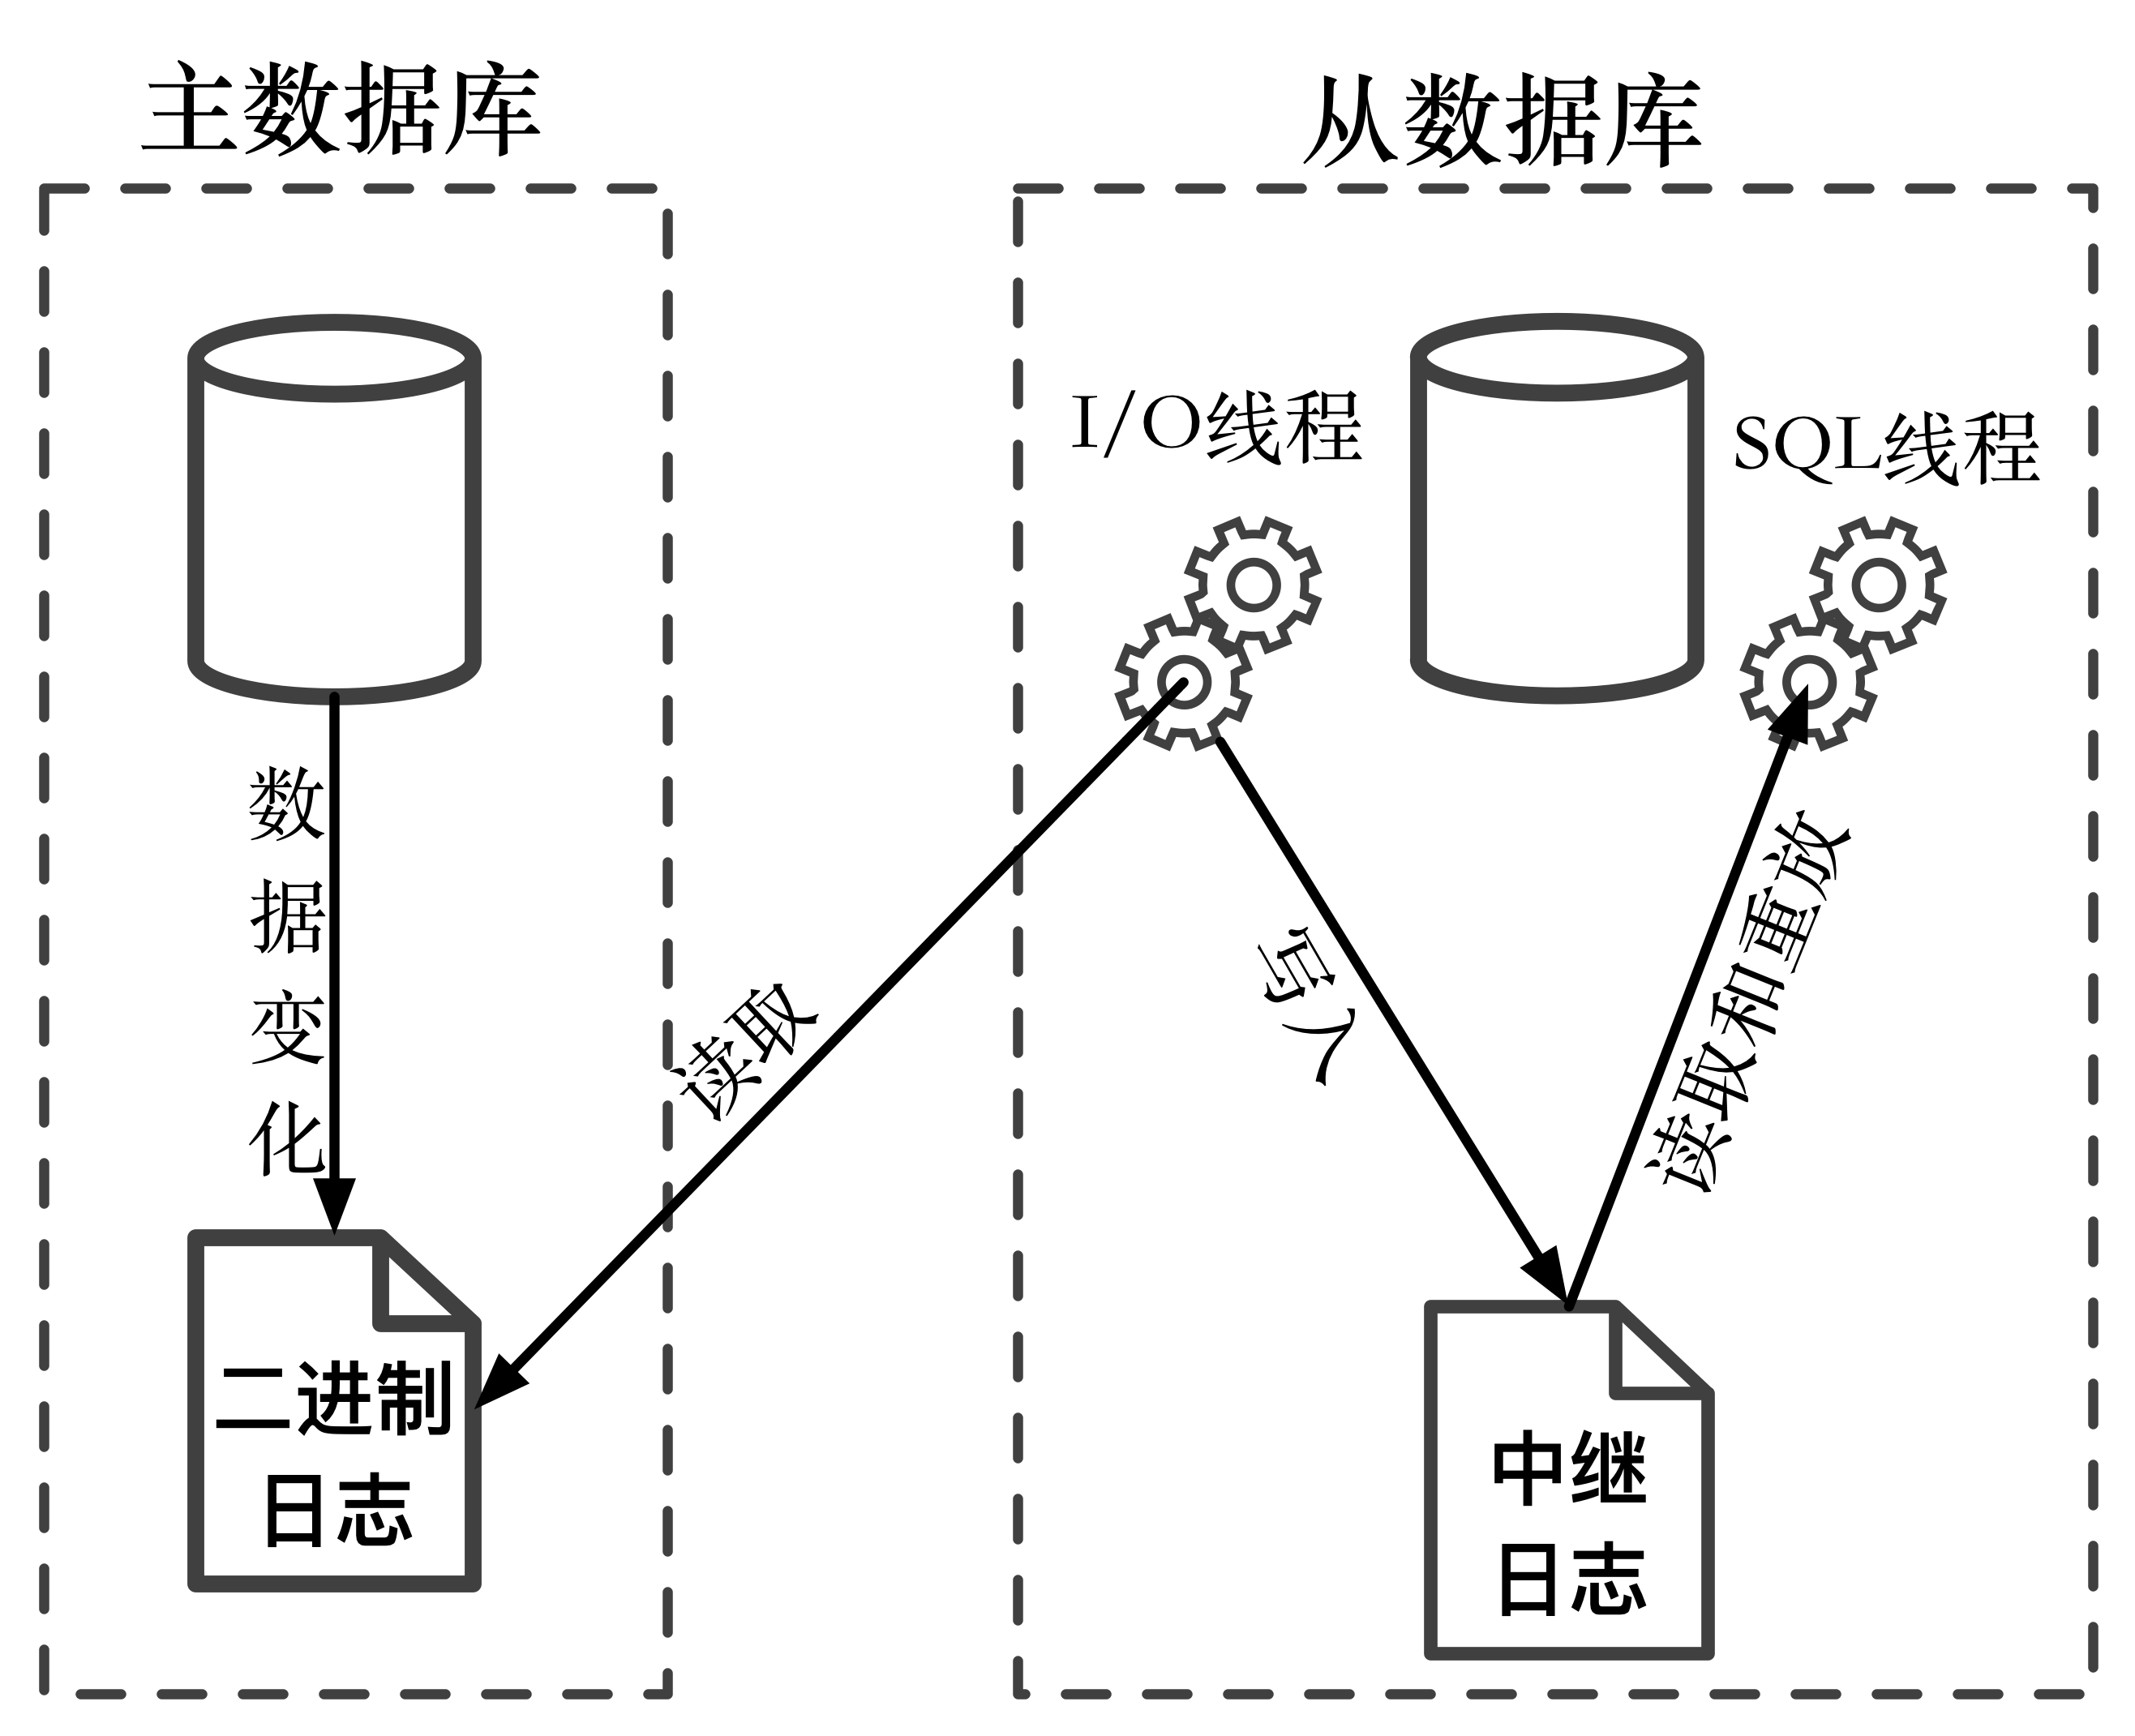 主数据库
从数据库
I/O线程
SQL线程
数据变化
读取
写入
读取和重放
二进制
日志
中继
日志